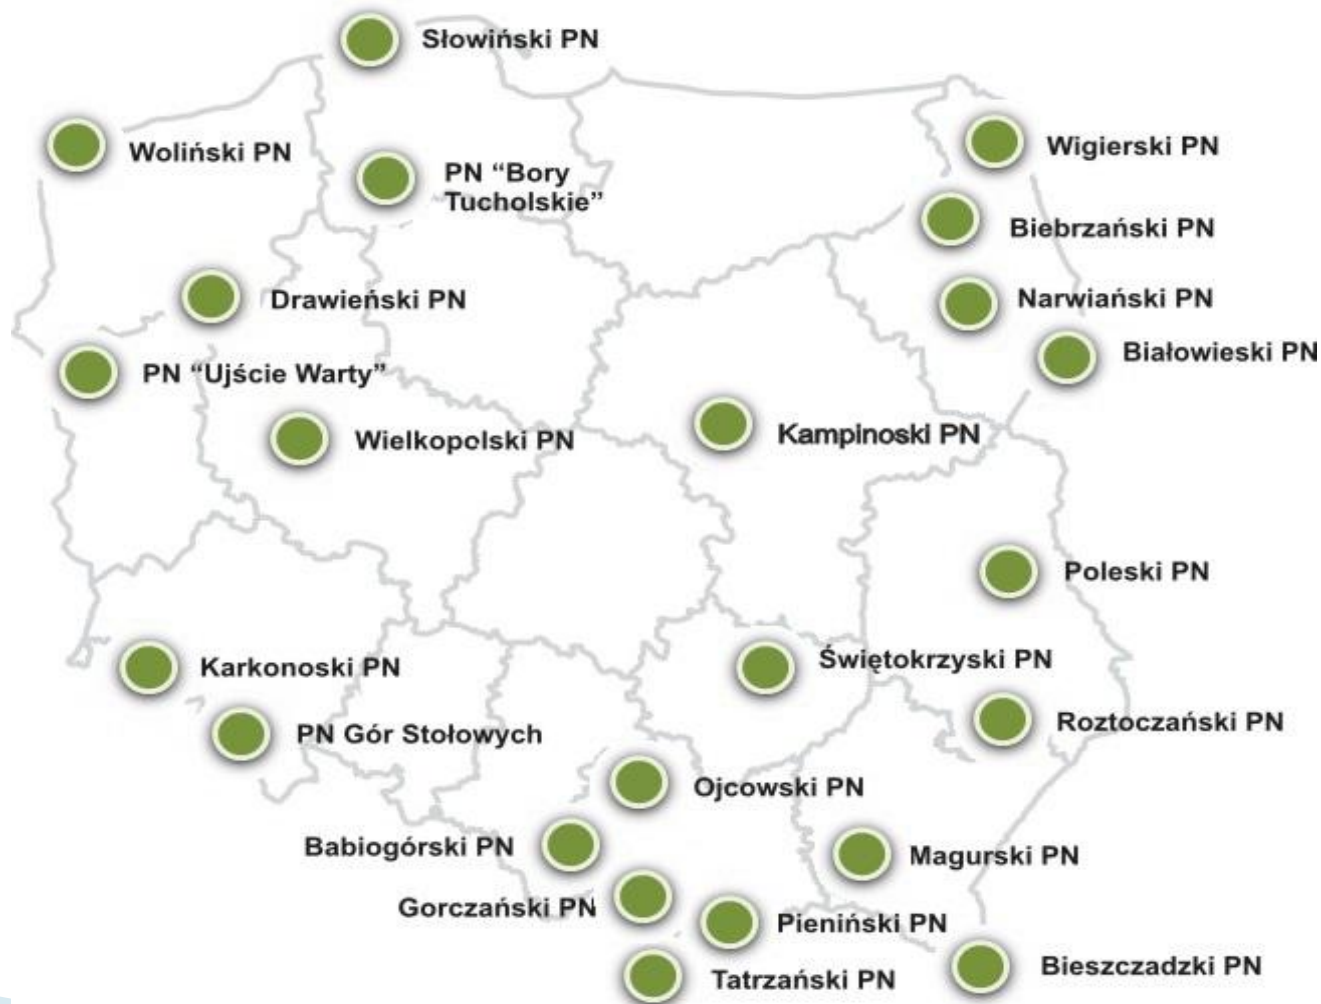 Słowiński PN
Woliński PN
Wigierski PN
PN “Bory
Tucholskie”
Biebrzański PN
Drawieński PN
Narwiański PN
Białowieski PN
PN “Ujście Warty”
Wielkopolski PN
Kampinoski PN
Poleski PN
Karkonoski PN
Świętokrzyski PN
Roztoczański PN
PN Gór Stołowych
Ojcowski PN
Babiogórski PN
Magurski PN
Gorczański PN
Pieniński PN
Tatrzański PN
Bieszczadzki PN